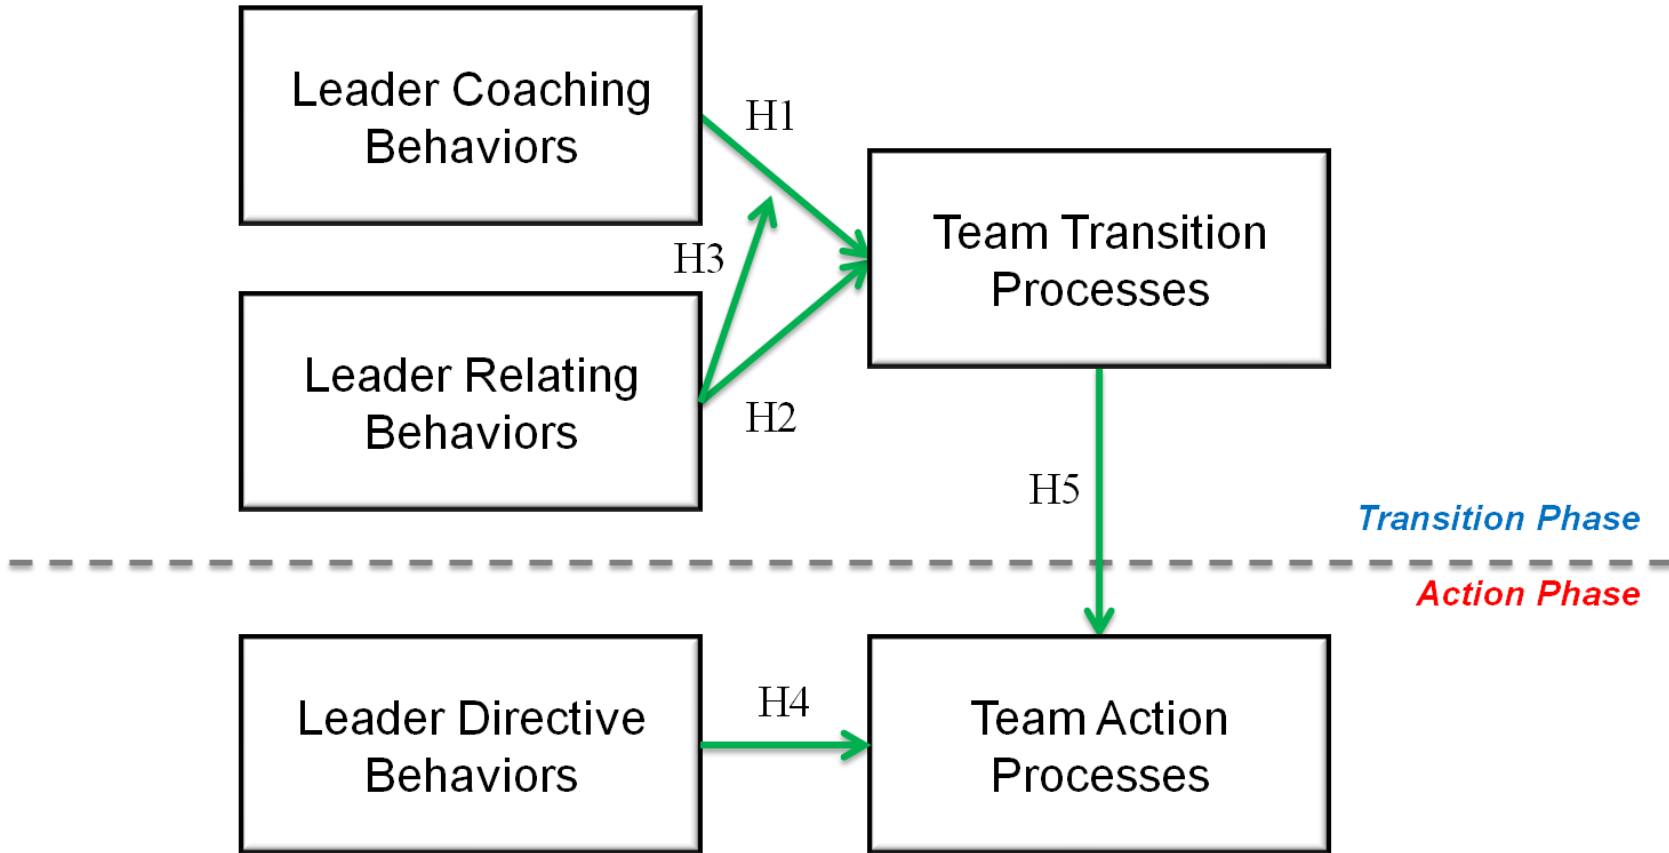 Leader Coaching
Behaviors
H1
Team Transition
Processes
H3
Leader Relating
Behaviors
H2
H5
Transition Phase
Action Phase
Leader Directive
Behaviors
H4
Team Action
Processes